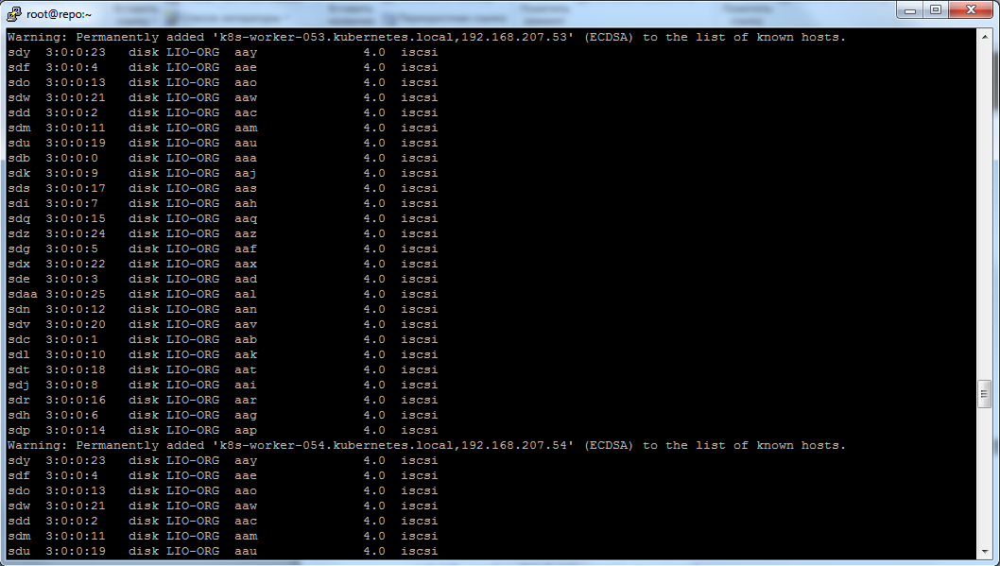 root@repo:~
Warning: Permanently added 'k8s-worker-053.kubernetes.local,192.168.207.53' (ECDSA) to the list of known hosts.
sdy  3:0:0:23   disk LIO-ORG  aay              4.0  iscsi
sdf  3:0:0:4    disk LIO-ORG  aae              4.0  iscsi
sdo  3:0:0:13   disk LIO-ORG  aao              4.0  iscsi
sdw  3:0:0:21   disk LIO-ORG  aaw              4.0  iscsi
sdd  3:0:0:2    disk LIO-ORG  aac              4.0  iscsi
sdm  3:0:0:11   disk LIO-ORG  aam              4.0  iscsi
sdu  3:0:0:19   disk LIO-ORG  aau              4.0  iscsi
sdb  3:0:0:0    disk LIO-ORG  aaa              4.0  iscsi
sdk  3:0:0:9    disk LIO-ORG  aaj              4.0  iscsi
sds  3:0:0:17   disk LIO-ORG  aas              4.0  iscsi
sdi  3:0:0:7    disk LIO-ORG  aah              4.0  iscsi
sdq  3:0:0:15   disk LIO-ORG  aaq              4.0  iscsi
sdz  3:0:0:24   disk LIO-ORG  aaz              4.0  iscsi
sdg  3:0:0:5    disk LIO-ORG  aaf              4.0  iscsi
sdx  3:0:0:22   disk LIO-ORG  aax              4.0  iscsi
sde  3:0:0:3    disk LIO-ORG  aad              4.0  iscsi
sdaa 3:0:0:25   disk LIO-ORG  aal              4.0  iscsi
sdn  3:0:0:12   disk LIO-ORG  aan              4.0  iscsi
sdv  3:0:0:20   disk LIO-ORG  aav              4.0  iscsi
sdc  3:0:0:1    disk LIO-ORG  aab              4.0  iscsi
sdl  3:0:0:10   disk LIO-ORG  aak              4.0  iscsi
sdt  3:0:0:18   disk LIO-ORG  aat              4.0  iscsi
sdj  3:0:0:8    disk LIO-ORG  aai              4.0  iscsi
sdr  3:0:0:16   disk LIO-ORG  aar              4.0  iscsi
sdh  3:0:0:6    disk LIO-ORG  aag              4.0  iscsi
sdp  3:0:0:14   disk LIO-ORG  aap              4.0  iscsi
Warning: Permanently added 'k8s-worker-054.kubernetes.local,192.168.207.54' (ECDSA) to the list of known hosts.
sdy  3:0:0:23   disk LIO-ORG  aay              4.0  iscsi
sdf  3:0:0:4    disk LIO-ORG  aae              4.0  iscsi
sdo  3:0:0:13   disk LIO-ORG  aao              4.0  iscsi
sdw  3:0:0:21   disk LIO-ORG  aaw              4.0  iscsi
sdd  3:0:0:2    disk LIO-ORG  aac              4.0  iscsi
sdm  3:0:0:11   disk LIO-ORG  aam              4.0  iscsi
sdu  3:0:0:19   disk LIO-ORG  aau              4.0  iscsi